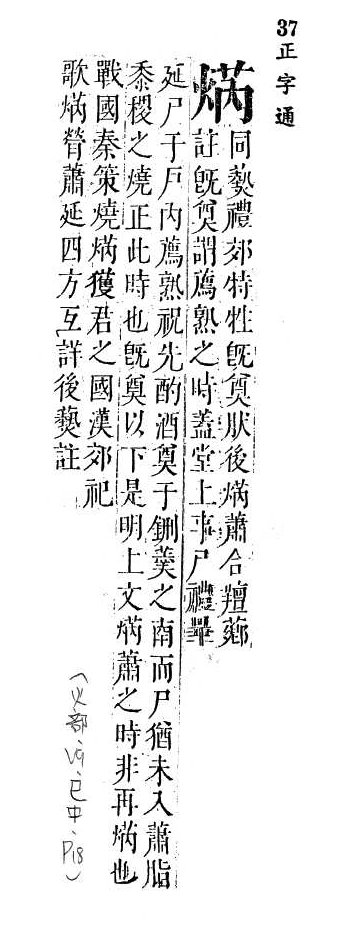 37
正字通
焫同爇禮郊特牲既奠肰後焫蕭合羶薌
註既奠謂薦熟之時蓋堂上事尸禮畢
延尸于戶內薦熟祝先酌酒奠于鉶羹之南而尸猶未入蕭脂
黍稷之燒正此時也既奠以下是明上文焫蕭之時非再焫也
戰國秦策燒焫獲君之國漢郊祀
歌焫膋蕭延四方互詳後爇註
(火部、巳中、P18)